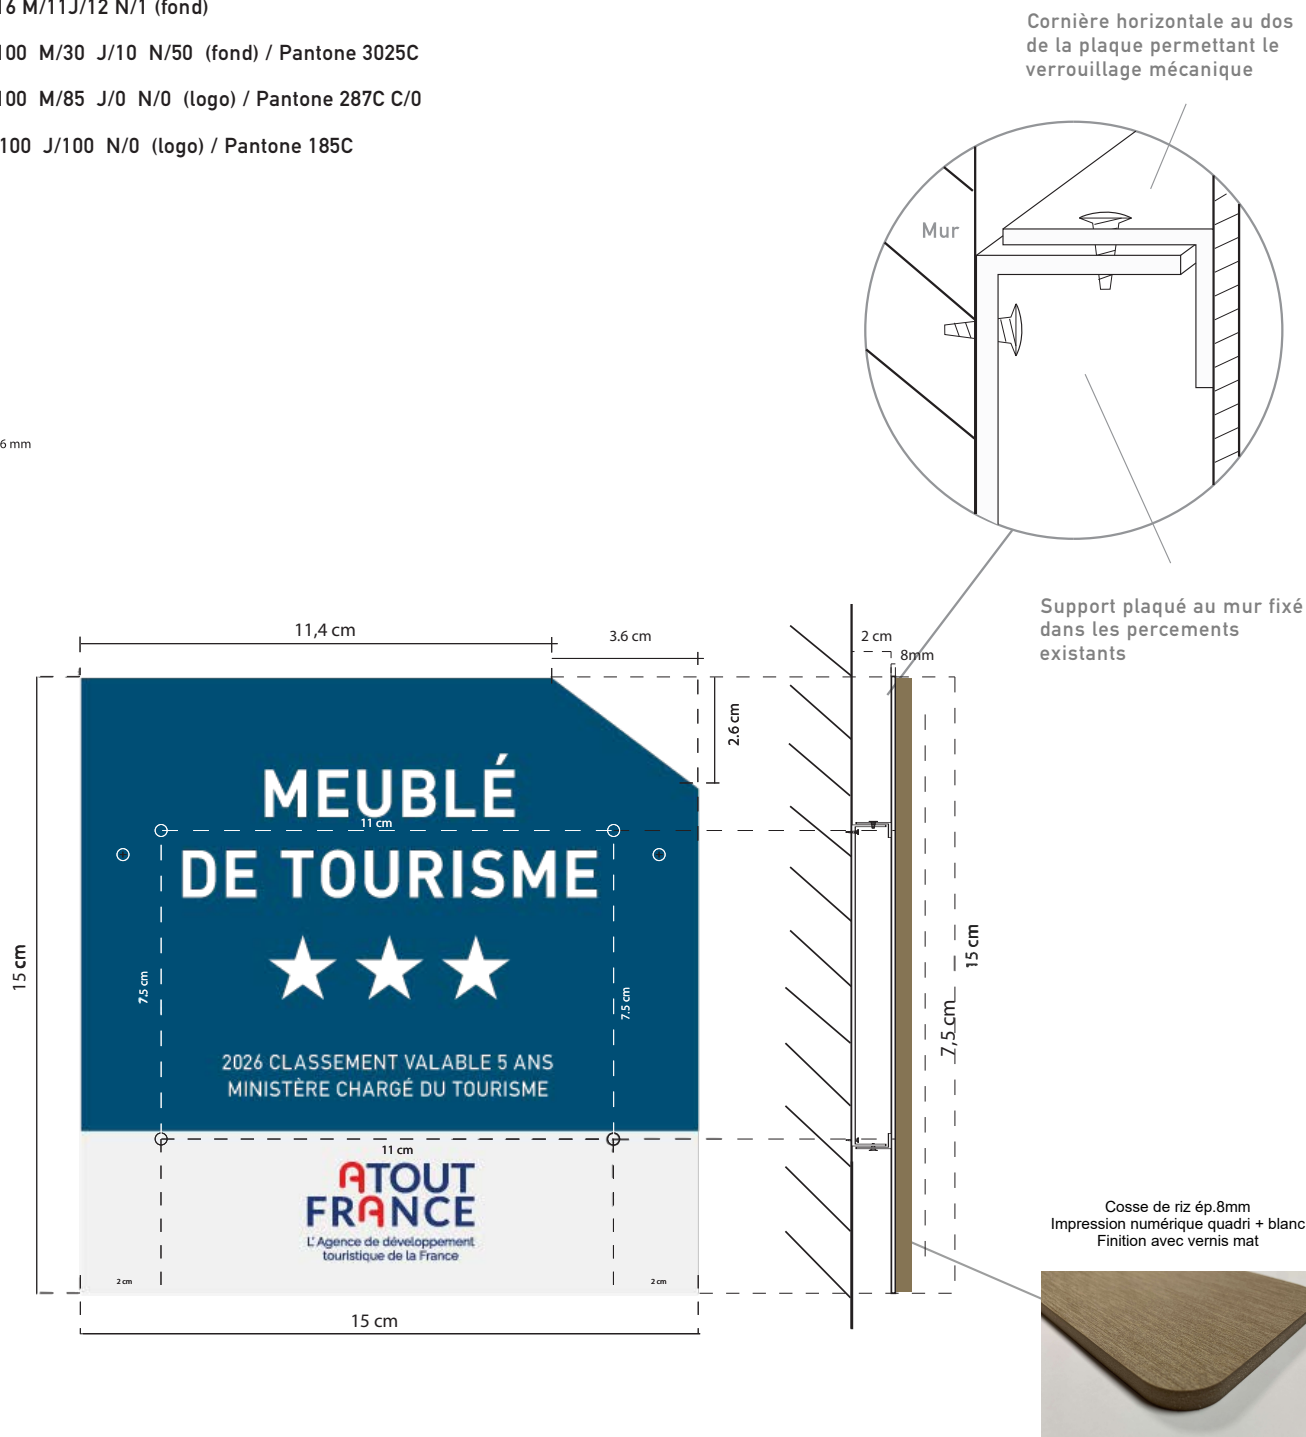 16 M/11J/12 N/1 (fond)
100 M/30 J/10 N/50 (fond) / Pantone 3025C
100 M/85 J/0 N/0 (logo) / Pantone 287C C/0
100 J/100 N/0 (logo) / Pantone 185C
Cornière horizontale au dos
de la plaque permettant le
verrouillage mécanique
Mur
6 mm
Support plaqué au mur fixé
dans les percements
existants
11,4 cm
3.6 cm
2 cm
8mm
2.6 cm
MEUBLÉ
11 cm
DE TOURISME
15 cm
7.5 cm
7.5 cm
15 cm
7,5 cm
2026 CLASSEMENT VALABLE 5 ANS
MINISTÈRE CHARGÉ DU TOURISME
11 cm
ATOUT
FRANCE
L'Agence de développement
touristique de la France
2 cm
2 cm
15 cm
Cosse de riz ép.8mm
Impression numérique quadri + blanc
Finition avec vernis mat